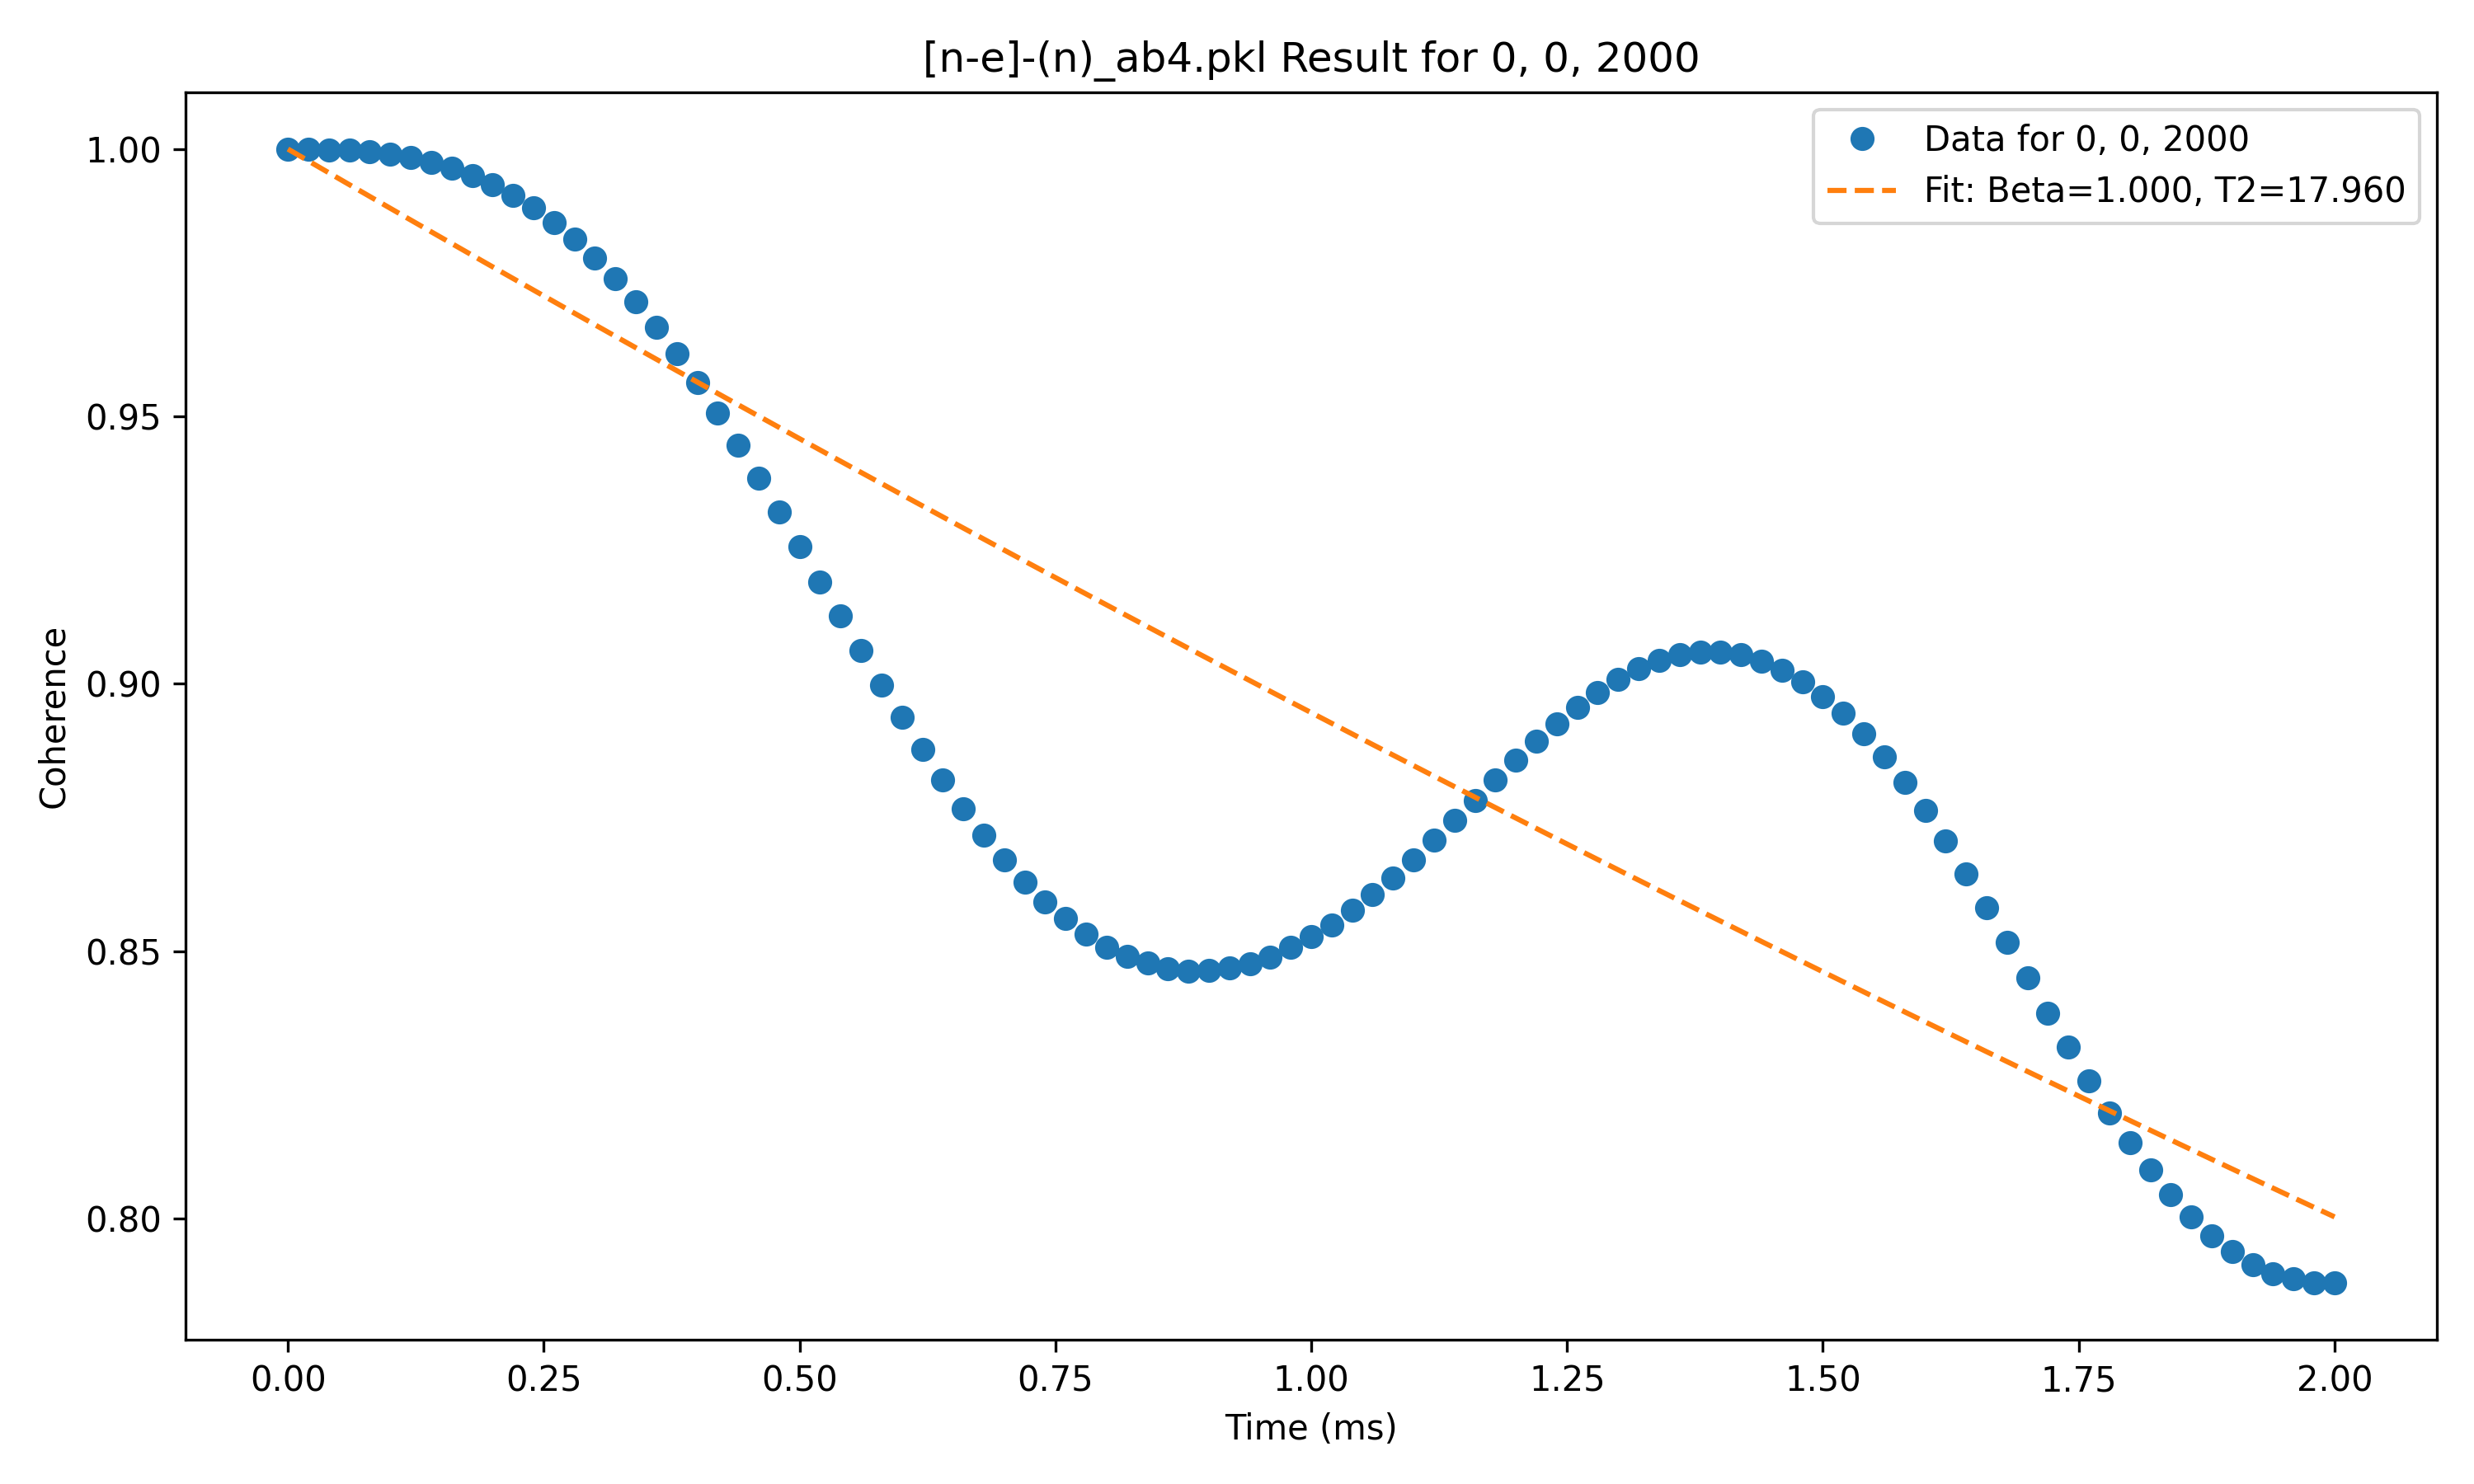 [n-e]-(n)_ab4.pkl Result for 0, 0, 2000
Data for 0, 0, 2000
Fit: Beta=1.000, T2=17.960
Coherence
1.00
0.95
0.90
0.85
0.80
0.00 0.25 0.50 0.75 1.00 1.25 1.50 1.75 2.00
Time (ms)